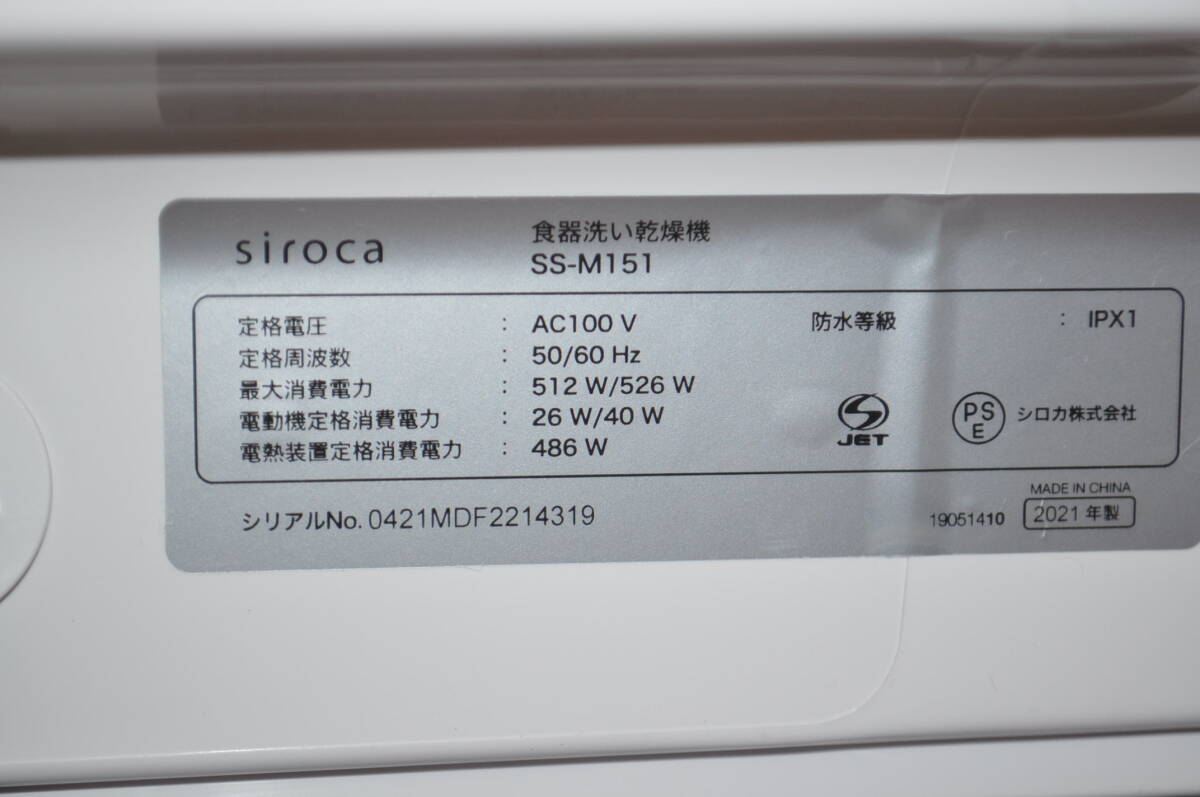 siroca
食器洗い乾燥機
SS-M151
定格電圧 : AC100 V
定格周波数 : 50/60 Hz
最大消費電力 : 512 W/526 W
電動機定格消費電力 : 26 W/40 W
電熱装置定格消費電力 : 486 W
防水等級 : IPX1
JET
PS
E
シロカ株式会社
シリアルNo. 0421MDF2214319
19051410
MADE IN CHINA
2021 年製